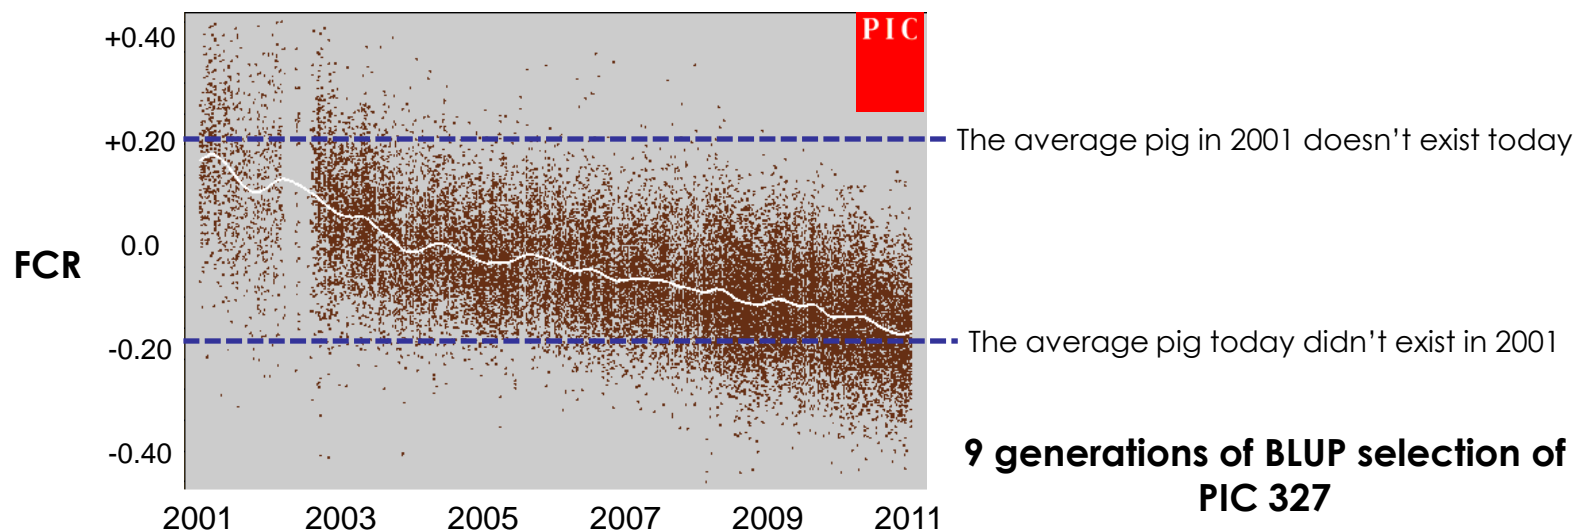 PIC
+0.40
+0.20
0.0
-0.20
-0.40
FCR
2001 2003 2005 2007 2009 2011
The average pig in 2001 doesn’t exist today
The average pig today didn’t exist in 2001
9 generations of BLUP selection of
PIC 327